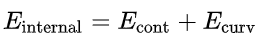 E_internal = E_cont + E_curv